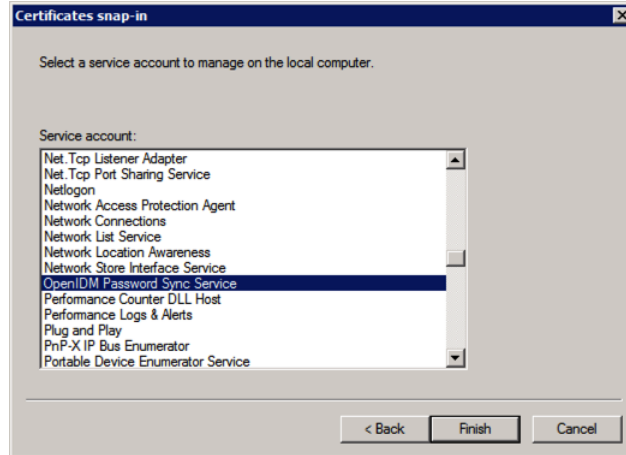 Certificates snap-in
Select a service account to manage on the local computer.
Service account:
Net.Tcp Listener Adapter
Net.Tcp Port Sharing Service
Netlogon
Network Access Protection Agent
Network Connections
Network List Service
Network Location Awareness
Network Store Interface Service
OpenIDM Password Sync Service
Performance Counter DLL Host
Performance Logs & Alerts
Plug and Play
PnP-X IP Bus Enumerator
Portable Device Enumerator Service
< Back Finish Cancel